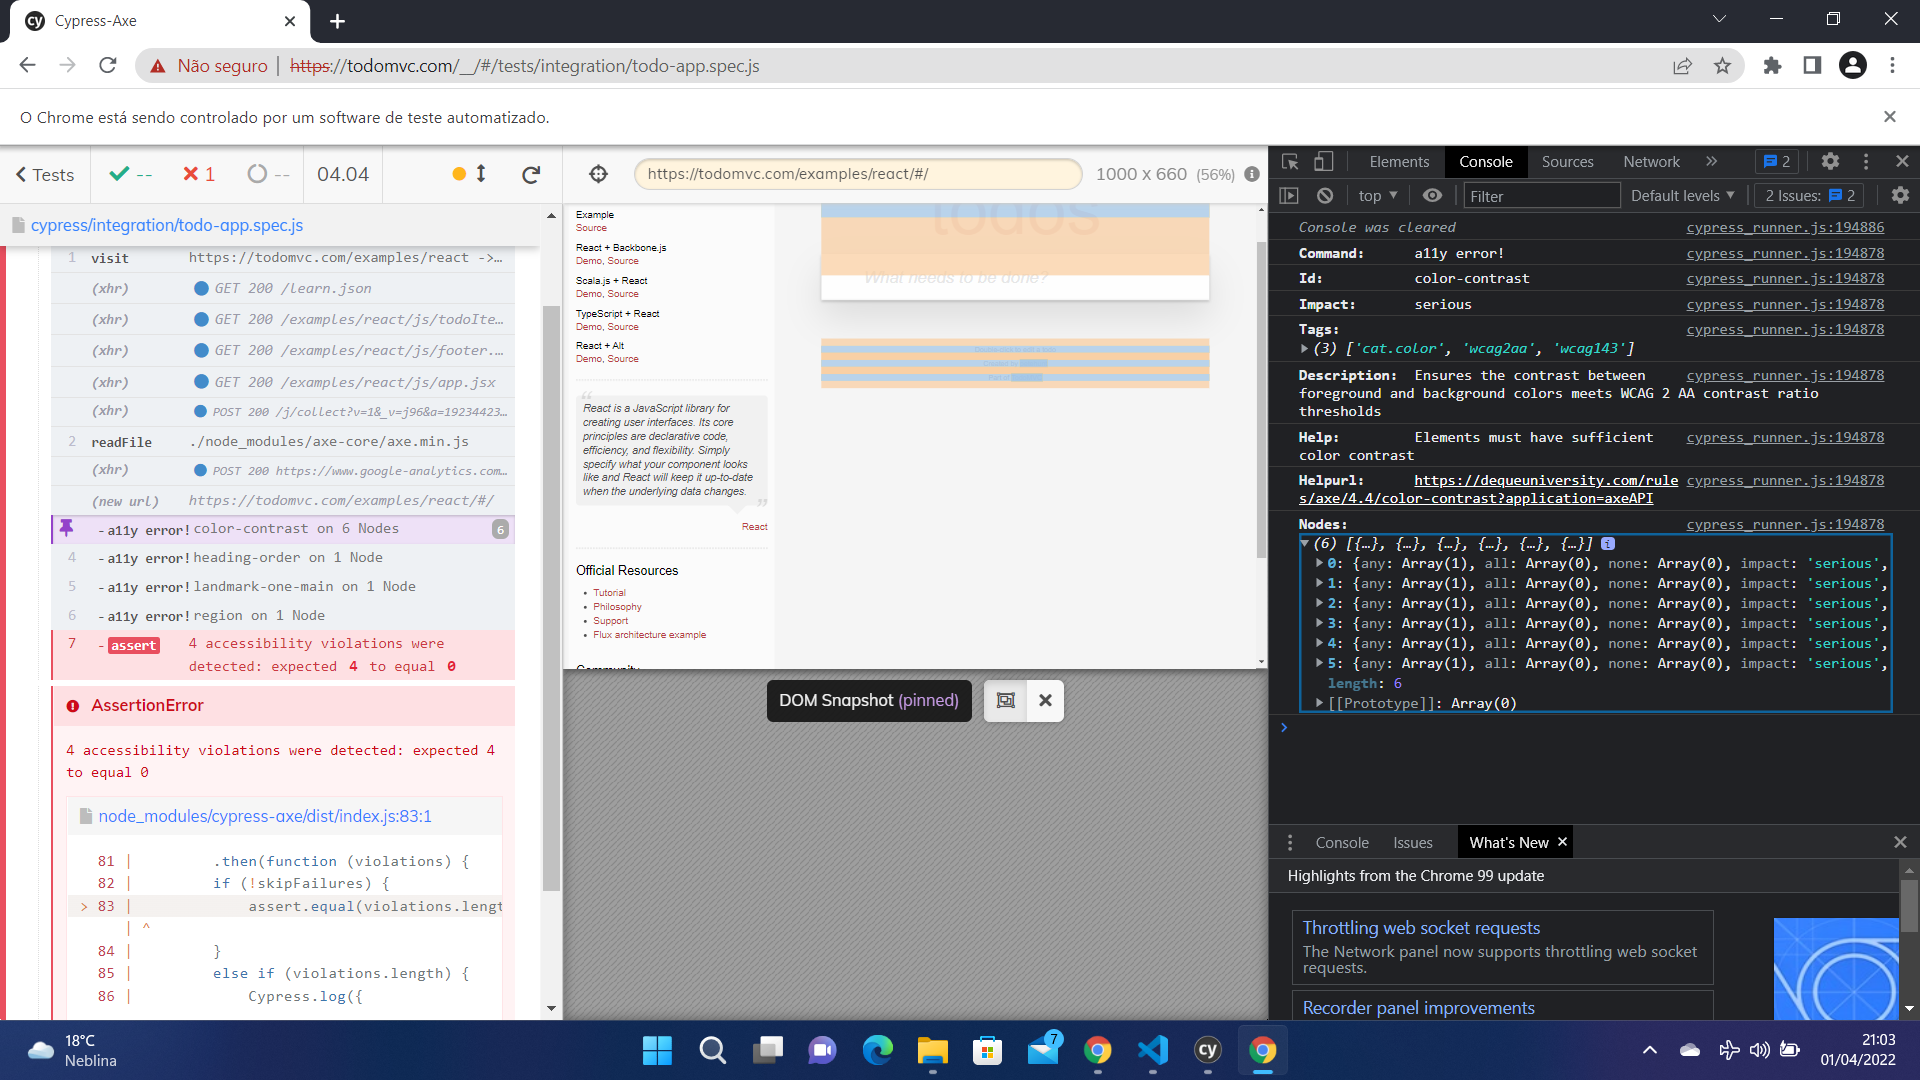 Cypress-Axe
Não seguro | https://todomvc.com/__/#/tests/integration/todo-app.spec.js
O Chrome está sendo controlado por um software de teste automatizado.
Tests -- 1 -- 04.04
cypress/integration/todo-app.spec.js
1 visit https://todomvc.com/examples/react ->…
(xhr) GET 200 /learn.json
(xhr) GET 200 /examples/react/js/todoIte…
(xhr) GET 200 /examples/react/js/footer.…
(xhr) GET 200 /examples/react/js/app.jsx
(xhr) POST 200 /j/collect?v=1&_v=j96&a=19234423…
2 readFile ./node_modules/axe-core/axe.min.js
(xhr) POST 200 https://www.google-analytics.com…
(new url) https://todomvc.com/examples/react/#/
-a11y error! color-contrast on 6 Nodes 6
4 -a11y error! heading-order on 1 Node
5 -a11y error! landmark-one-main on 1 Node
6 -a11y error! region on 1 Node
7 -assert 4 accessibility violations were
detected: expected 4 to equal 0
AssertionError
4 accessibility violations were detected: expected 4
to equal 0
node_modules/cypress-axe/dist/index.js:83:1
81 | .then(function (violations) {
82 | if (!skipFailures) {
> 83 | assert.equal(violations.lengt
| ^
84 | }
85 | else if (violations.length) {
86 | Cypress.log({
https://todomvc.com/examples/react/#/
1000 x 660 (56%)
Example
Source
React + Backbone.js
Demo, Source
Scala.js + React
Demo, Source
TypeScript + React
Demo, Source
React + Alt
Demo, Source
React is a JavaScript library for
creating user interfaces. Its core
principles are declarative code,
efficiency, and flexibility. Simply
specify what your component looks
like and React will keep it up-to-date
when the underlying data changes.
React
Official Resources
Tutorial
Philosophy
Support
Flux architecture example
Community
todos
What needs to be done?
DOM Snapshot (pinned)
Elements Console Sources Network » 2
top Filter Default levels 2 Issues: 2
Console was cleared cypress_runner.js:194886
Command: a11y error! cypress_runner.js:194878
Id: color-contrast cypress_runner.js:194878
Impact: serious cypress_runner.js:194878
Tags: cypress_runner.js:194878
(3) ['cat.color', 'wcag2aa', 'wcag143']
Description: Ensures the contrast between cypress_runner.js:194878
foreground and background colors meets WCAG 2 AA contrast ratio
thresholds
Help: Elements must have sufficient cypress_runner.js:194878
color contrast
Helpurl: https://dequeuniversity.com/rule cypress_runner.js:194878
s/axe/4.4/color-contrast?application=axeAPI
Nodes: cypress_runner.js:194878
(6) [{…}, {…}, {…}, {…}, {…}, {…}] i
0: {any: Array(1), all: Array(0), none: Array(0), impact: 'serious',
1: {any: Array(1), all: Array(0), none: Array(0), impact: 'serious',
2: {any: Array(1), all: Array(0), none: Array(0), impact: 'serious',
3: {any: Array(1), all: Array(0), none: Array(0), impact: 'serious',
4: {any: Array(1), all: Array(0), none: Array(0), impact: 'serious',
5: {any: Array(1), all: Array(0), none: Array(0), impact: 'serious',
length: 6
[[Prototype]]: Array(0)
Console Issues What's New
Highlights from the Chrome 99 update
Throttling web socket requests
The Network panel now supports throttling web socket
requests.
Recorder panel improvements
18°C
Neblina
7
cy
21:03
01/04/2022